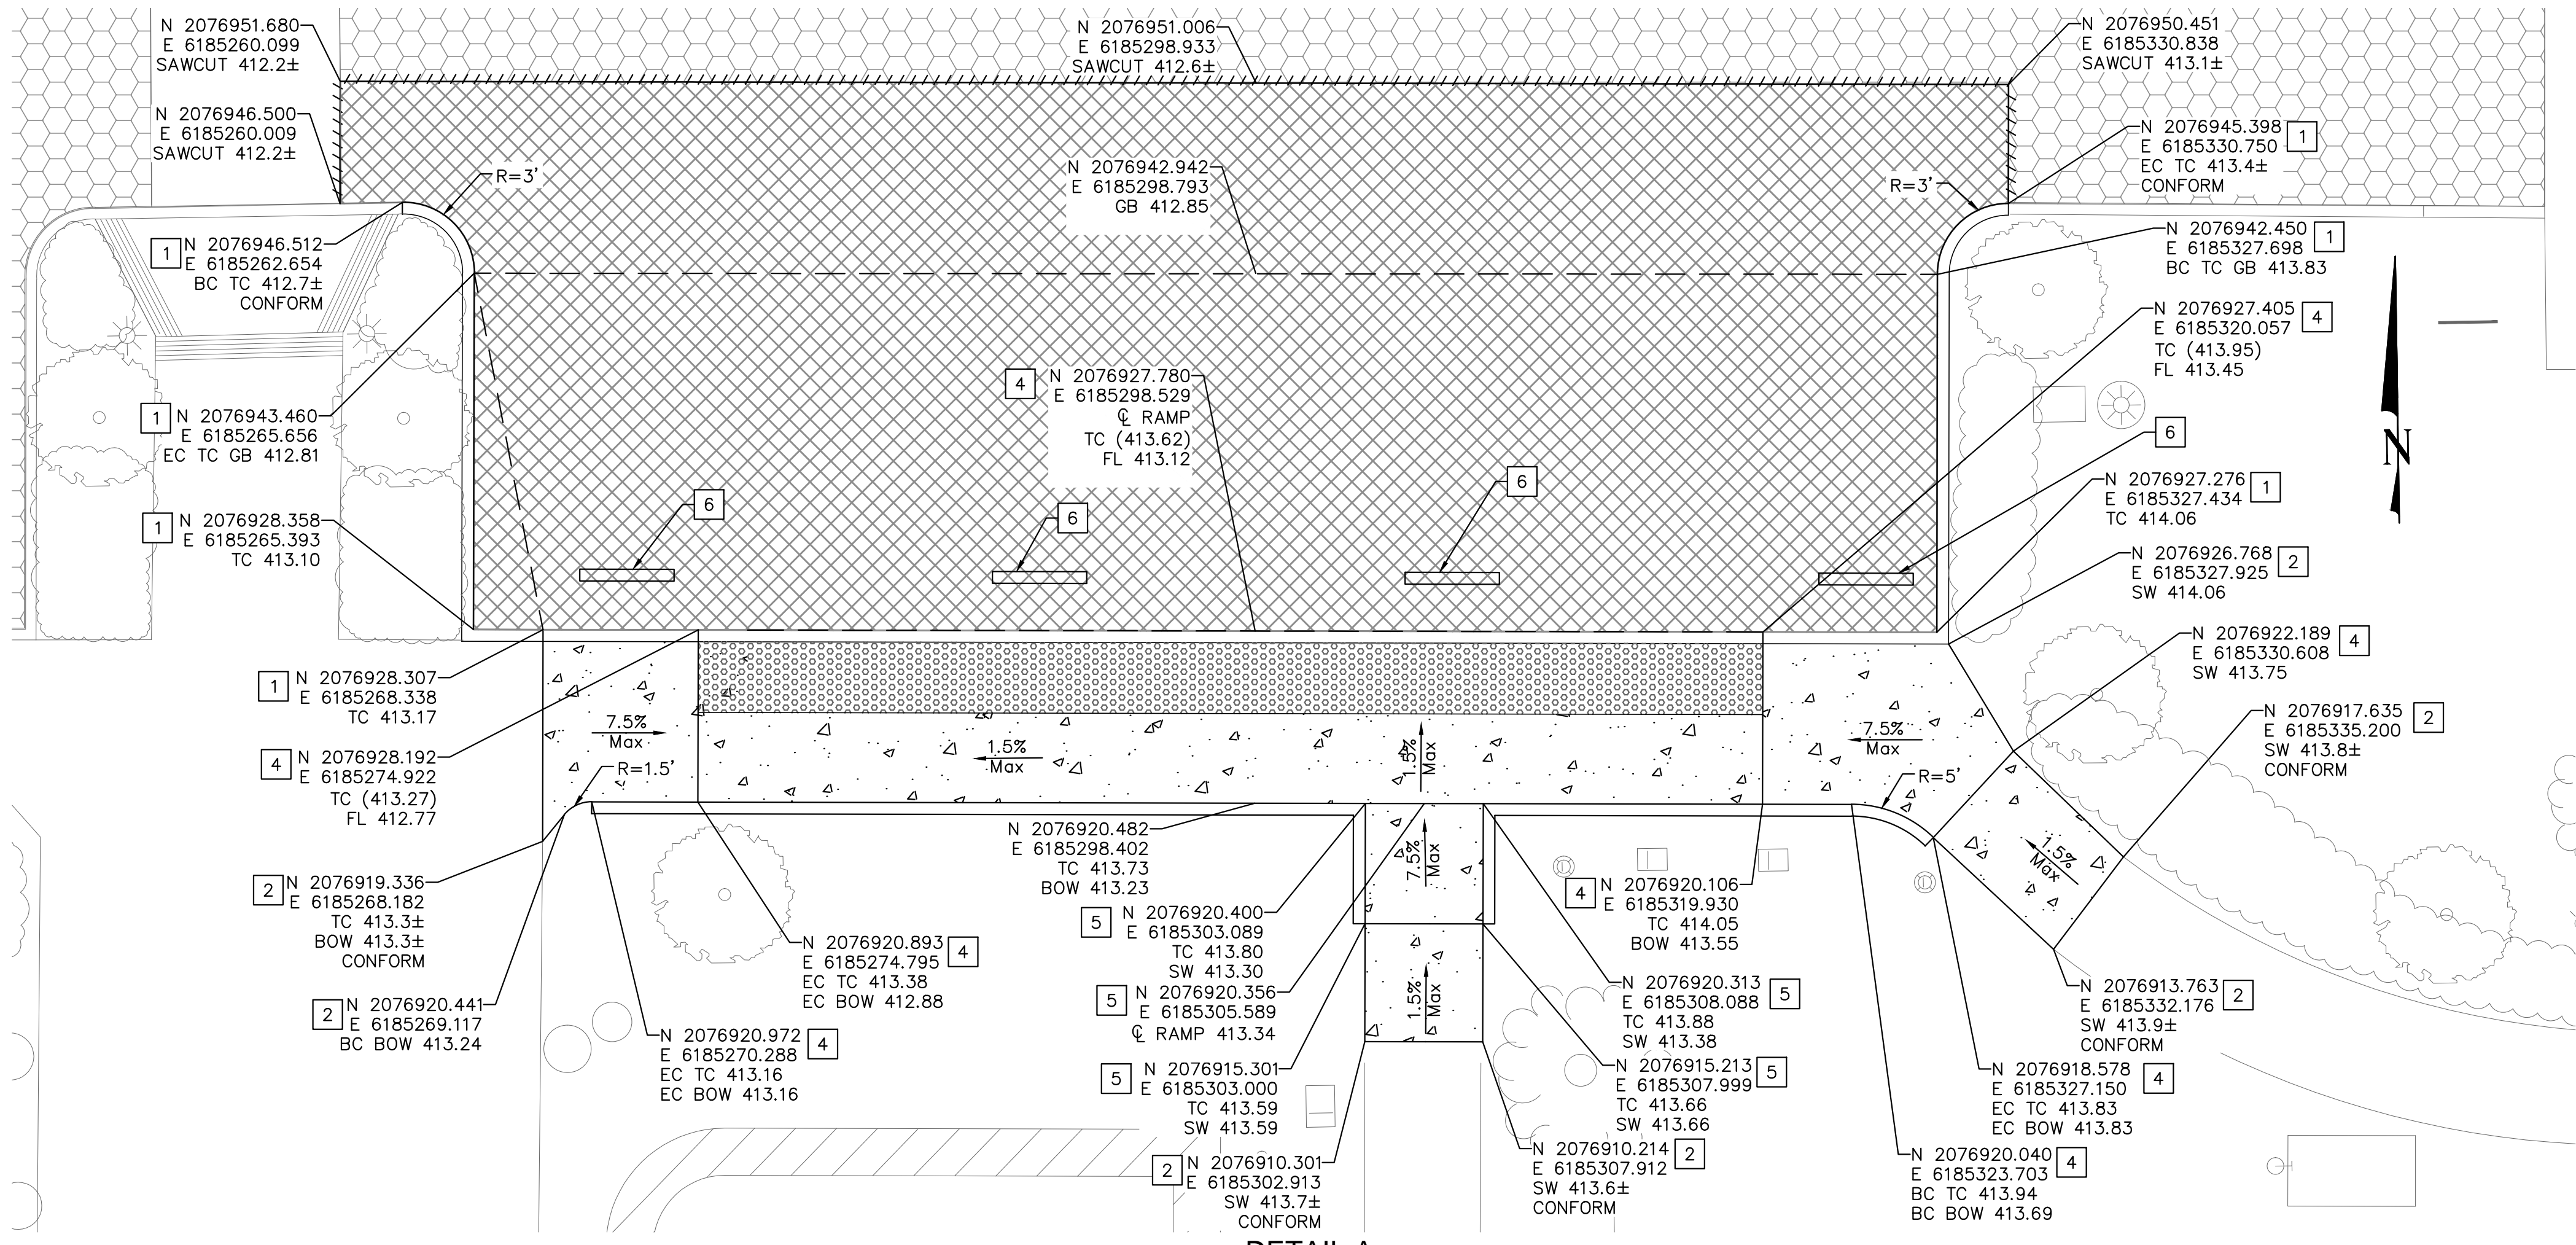 N 2076951.680
E 6185260.099
SAWCUT 412.2±
N 2076951.006
E 6185298.933
SAWCUT 412.6±
N 2076950.451
E 6185330.838
SAWCUT 413.1±
N 2076946.500
E 6185260.009
SAWCUT 412.2±
N 2076945.398
E 6185330.750
EC TC 413.4±
CONFORM
1
R=3'
N 2076942.942
E 6185298.793
GB 412.85
R=3'
1
N 2076946.512
E 6185262.654
BC TC 412.7±
CONFORM
N 2076942.450
E 6185327.698
BC TC GB 413.83
1
N 2076927.405
E 6185320.057
TC (413.95)
FL 413.45
4
4
N 2076927.780
E 6185298.529
℄ RAMP
TC (413.62)
FL 413.12
1
N 2076943.460
E 6185265.656
EC TC GB 412.81
6
N
6
6
6
N 2076927.276
E 6185327.434
TC 414.06
1
1
N 2076928.358
E 6185265.393
TC 413.10
N 2076926.768
E 6185327.925
SW 414.06
2
N 2076922.189
E 6185330.608
SW 413.75
4
1
N 2076928.307
E 6185268.338
TC 413.17
N 2076917.635
E 6185335.200
SW 413.8±
CONFORM
2
7.5%
Max
1.5%
Max
1.5%
Max
7.5%
Max
4
N 2076928.192
E 6185274.922
TC (413.27)
FL 412.77
R=1.5'
R=5'
N 2076920.482
E 6185298.402
TC 413.73
BOW 413.23
7.5%
Max
1.5%
Max
2
N 2076919.336
E 6185268.182
TC 413.3±
BOW 413.3±
CONFORM
5
N 2076920.400
E 6185303.089
TC 413.80
SW 413.30
4
N 2076920.106
E 6185319.930
TC 414.05
BOW 413.55
N 2076920.893
E 6185274.795
EC TC 413.38
EC BOW 412.88
4
2
N 2076920.441
E 6185269.117
BC BOW 413.24
5
N 2076920.356
E 6185305.589
℄ RAMP 413.34
1.5%
Max
N 2076920.313
E 6185308.088
TC 413.88
SW 413.38
5
N 2076913.763
E 6185332.176
SW 413.9±
CONFORM
2
N 2076920.972
E 6185270.288
EC TC 413.16
EC BOW 413.16
4
5
N 2076915.301
E 6185303.000
TC 413.59
SW 413.59
N 2076915.213
E 6185307.999
TC 413.66
SW 413.66
5
N 2076918.578
E 6185327.150
EC TC 413.83
EC BOW 413.83
4
2
N 2076910.301
E 6185302.913
SW 413.7±
CONFORM
N 2076910.214
E 6185307.912
SW 413.6±
CONFORM
2
N 2076920.040
E 6185323.703
BC TC 413.94
BC BOW 413.69
4
DETAIL A